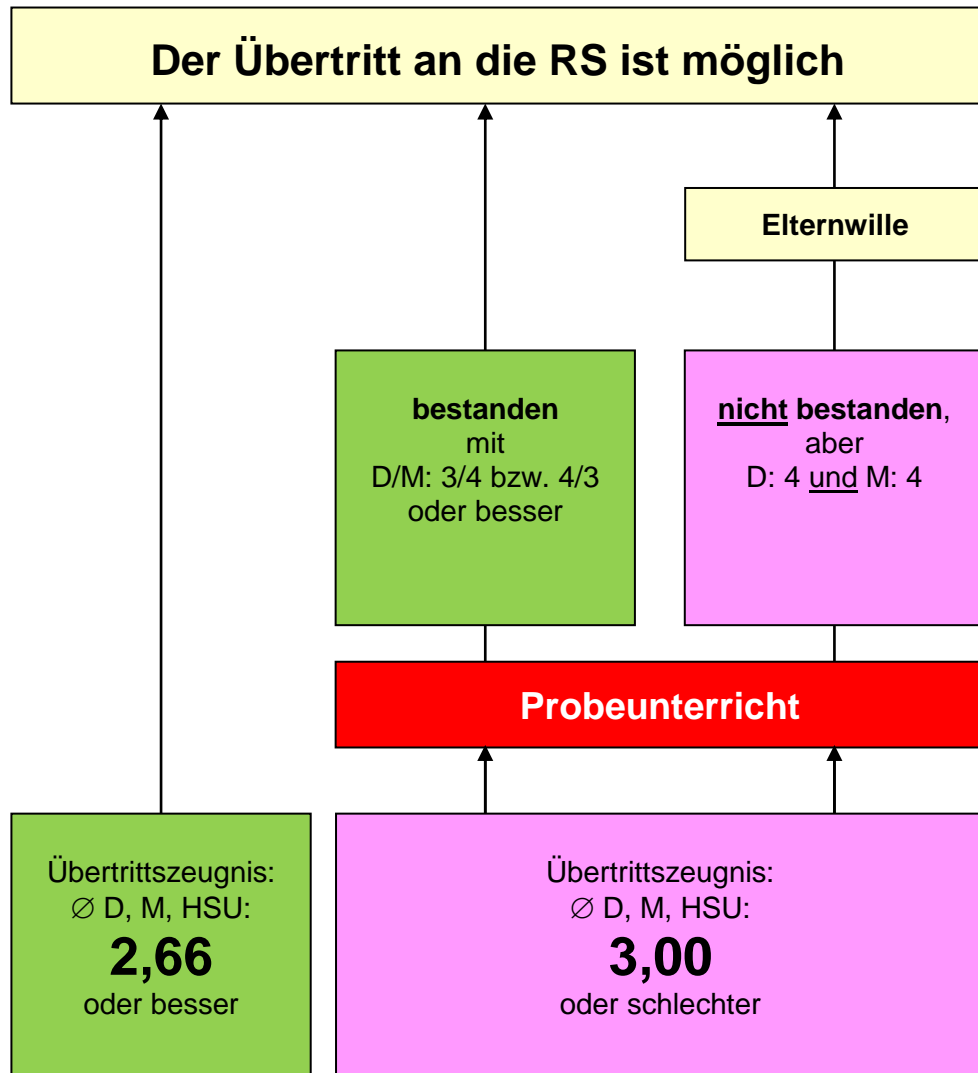 Der Übertritt an die RS ist möglich
Elternwille
bestanden
mit
D/M: 3/4 bzw. 4/3
oder besser
nicht bestanden,
aber
D: 4 und M: 4
Probeunterricht
Übertrittszeugnis:
∅ D, M, HSU:
2,66
oder besser
Übertrittszeugnis:
∅ D, M, HSU:
3,00
oder schlechter